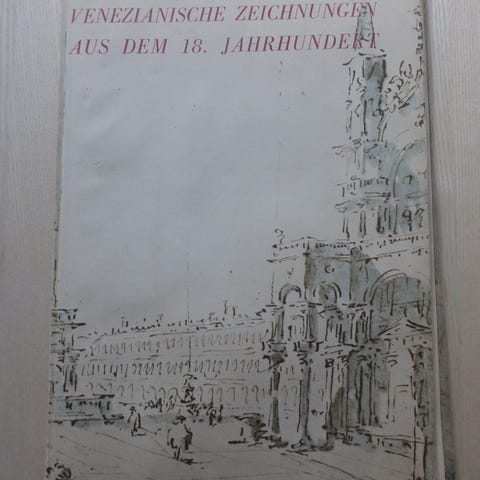 VENEZIANISCHE ZEICHNUNGEN
AUS DEM 18. JAHRHUNDERT